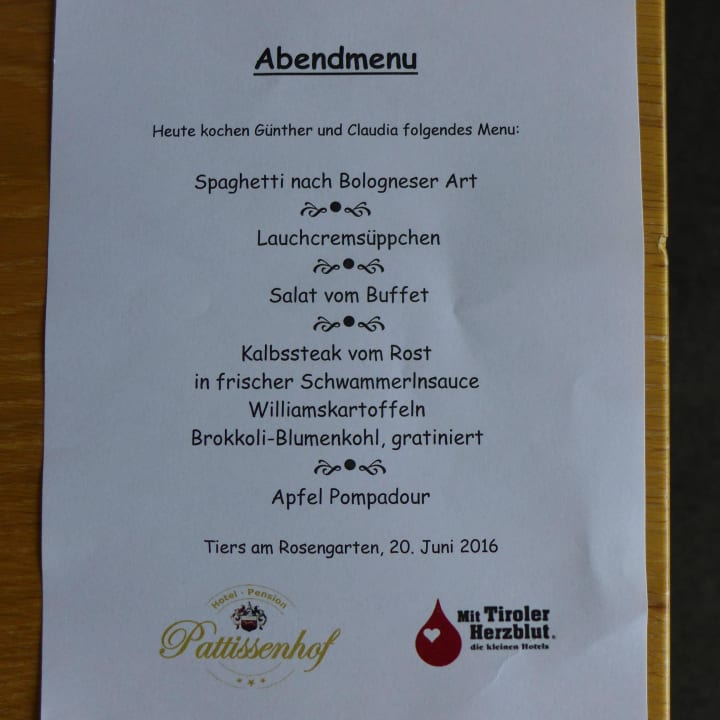 Abendmenu
Heute kochen Günther und Claudia folgendes Menu:
Spaghetti nach Bologneser Art
Lauchcremsüppchen
Salat vom Buffet
Kalbssteak vom Rost
in frischer Schwammerlnsauce
Williamskartoffeln
Brokkoli-Blumenkohl, gratiniert
Apfel Pompadour
Tiers am Rosengarten, 20. Juni 2016
Hotel · Pension
Pattissenhof
Mit Tiroler
Herzblut.
die kleinen Hotels